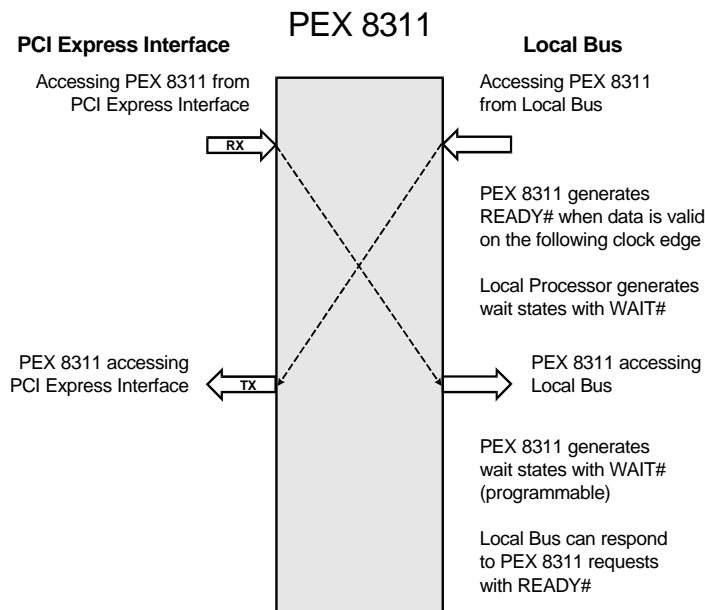 PEX 8311
PCI Express Interface
Local Bus
Accessing PEX 8311 from
PCI Express Interface
Accessing PEX 8311
from Local Bus
RX
PEX 8311 generates
READY# when data is valid
on the following clock edge
Local Processor generates
wait states with WAIT#
PEX 8311 accessing
PCI Express Interface
TX
PEX 8311 accessing
Local Bus
PEX 8311 generates
wait states with WAIT#
(programmable)
Local Bus can respond
to PEX 8311 requests
with READY#